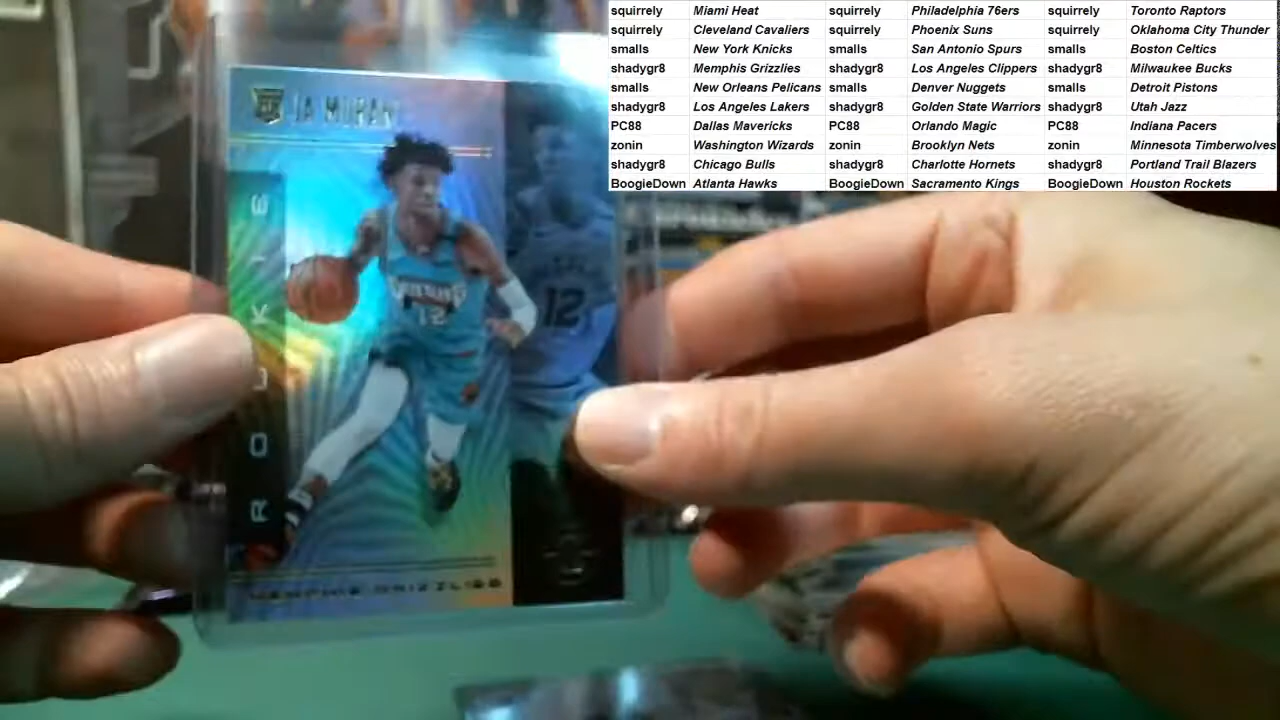 squirrely Miami Heat squirrely Philadelphia 76ers squirrely Toronto Raptors
squirrely Cleveland Cavaliers squirrely Phoenix Suns squirrely Oklahoma City Thunder
smalls New York Knicks smalls San Antonio Spurs smalls Boston Celtics
shadygr8 Memphis Grizzlies shadygr8 Los Angeles Clippers shadygr8 Milwaukee Bucks
smalls New Orleans Pelicans smalls Denver Nuggets smalls Detroit Pistons
shadygr8 Los Angeles Lakers shadygr8 Golden State Warriors shadygr8 Utah Jazz
PC88 Dallas Mavericks PC88 Orlando Magic PC88 Indiana Pacers
zonin Washington Wizards zonin Brooklyn Nets zonin Minnesota Timberwolves
shadygr8 Chicago Bulls shadygr8 Charlotte Hornets shadygr8 Portland Trail Blazers
BoogieDown Atlanta Hawks BoogieDown Sacramento Kings BoogieDown Houston Rockets
JA MORANT
ROOKIE
GRIZZLIES
12
12
MEMPHIS GRIZZLIES